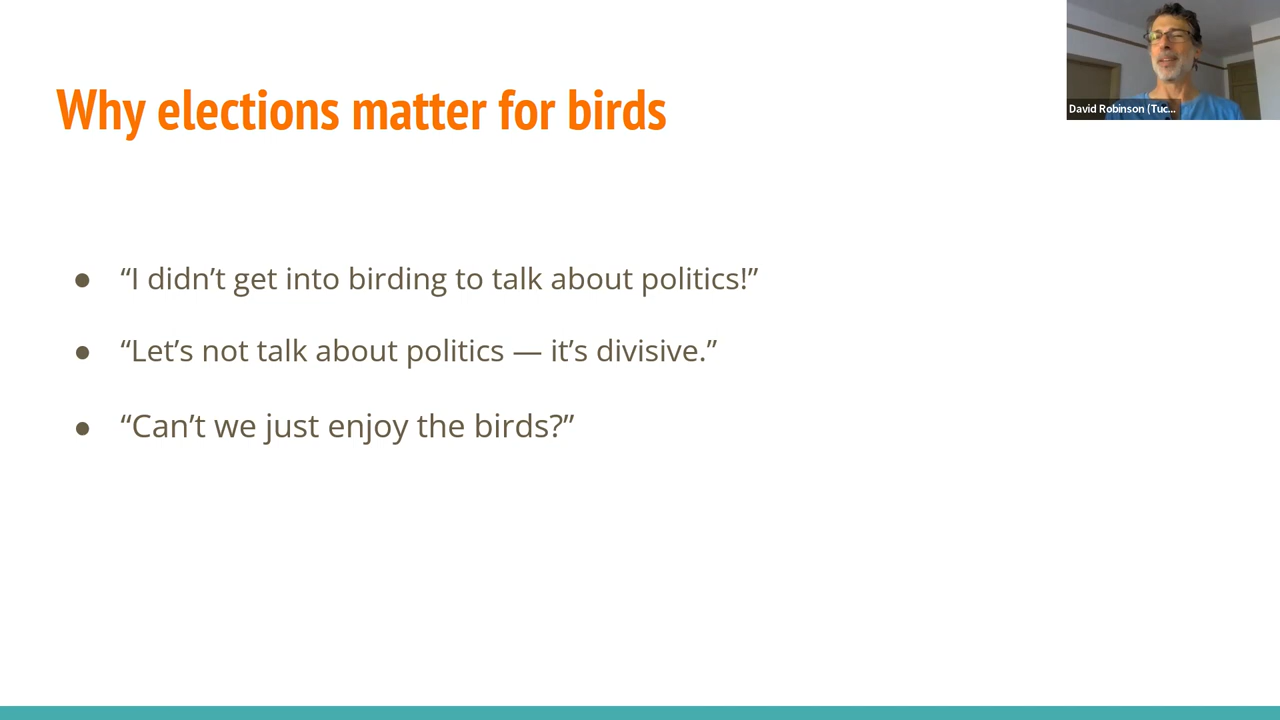 Why elections matter for birds
David Robinson (Tuc...
● “I didn’t get into birding to talk about politics!”
● “Let’s not talk about politics — it’s divisive.”
● “Can’t we just enjoy the birds?”